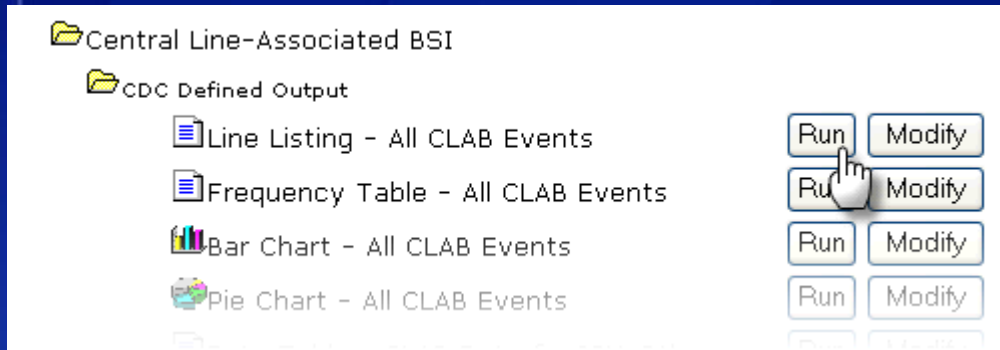 Central Line-Associated BSI
CDC Defined Output
Line Listing - All CLAB Events Run Modify
Frequency Table - All CLAB Events Modify
Bar Chart - All CLAB Events Run Modify
Pie Chart - All CLAB Events Run Modify